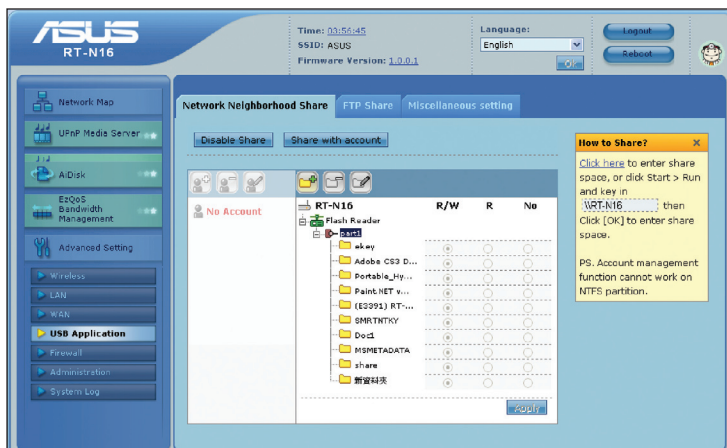 ASUS
RT-N16
Time: 03:56:45
SSID: ASUS
Firmware Version: 1.0.0.1
Language:
English
OK
Logout
Reboot
Network Map
UPnP Media Server
AiDisk
EzQoS
Bandwidth
Management
Advanced Setting
Wireless
LAN
WAN
USB Application
Firewall
Administration
System Log
Network Neighborhood Share
FTP Share
Miscellaneous setting
Disable Share
Share with account
No Account
RT-N16 R/W R No
Flash Reader
part1
ekey
Adobe CS3 D...
Portable_Hy...
Paint.NET v...
(E3391) RT-...
SMRTNTKY
Doc1
MSMETADATA
share
新資料夾
Apply
How to Share?
Click here to enter share
space, or click Start > Run
and key in
\\RT-N16 then
Click [OK] to enter share
space.
PS. Account management
function cannot work on
NTFS partition.